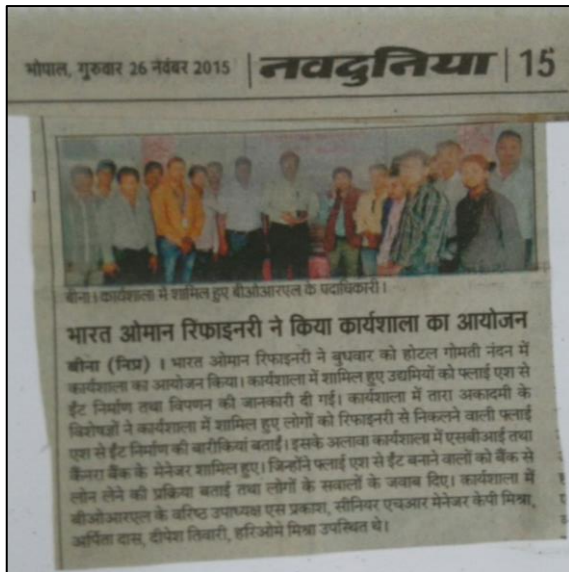 भोपाल, गुरुवार 26 नवंबर 2015 | नवदुनिया | 15
बीना। कार्यशाला में शामिल हुए बीओआरएल के पदाधिकारी।
भारत ओमान रिफाइनरी ने किया कार्यशाला का आयोजन
बीना (निप्र) । भारत ओमान रिफाइनरी ने बुधवार को होटल गोमती नंदन में
कार्यशाला का आयोजन किया। कार्यशाला में शामिल हुए उद्यमियों को फ्लाई एश से
ईंट निर्माण तथा विपणन की जानकारी दी गई। कार्यशाला में तारा अकादमी के
विशेषज्ञों ने कार्यशाला में शामिल हुए लोगों को रिफाइनरी से निकलने वाली फ्लाई
एश से ईंट निर्माण की बारीकियां बताईं। इसके अलावा कार्यशाला में एसबीआई तथा
कैनरा बैंक के मेनेजर शामिल हुए। जिन्होंने फ्लाई एश से ईंट बनाने वालों को बैंक से
लोन लेने की प्रक्रिया बताई तथा लोगों के सवालों के जवाब दिए। कार्यशाला में
बीओआरएल के वरिष्ठ उपाध्यक्ष एस प्रकाश, सीनियर एचआर मेनेजर केपी मिश्रा,
अर्पिता दास, दीपेश तिवारी, हरिओम मिश्रा उपस्थित थे।